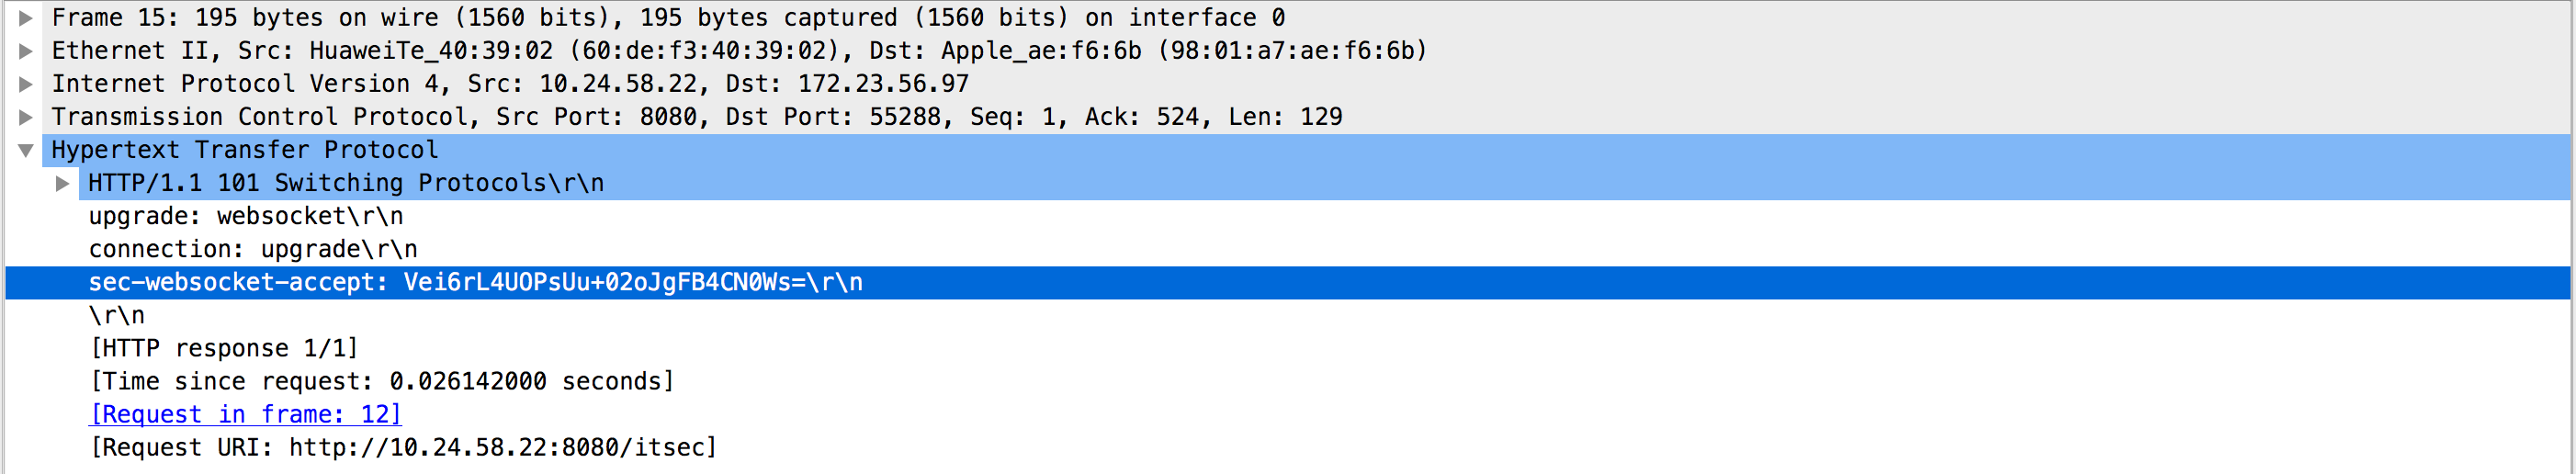 Frame 15: 195 bytes on wire (1560 bits), 195 bytes captured (1560 bits) on interface 0
Ethernet II, Src: HuaweiTe_40:39:02 (60:de:f3:40:39:02), Dst: Apple_ae:f6:6b (98:01:a7:ae:f6:6b)
Internet Protocol Version 4, Src: 10.24.58.22, Dst: 172.23.56.97
Transmission Control Protocol, Src Port: 8080, Dst Port: 55288, Seq: 1, Ack: 524, Len: 129
Hypertext Transfer Protocol
HTTP/1.1 101 Switching Protocols\r\n
upgrade: websocket\r\n
connection: upgrade\r\n
sec-websocket-accept: Vei6rL4UOPsUu+02oJgFB4CN0Ws=\r\n
\r\n
[HTTP response 1/1]
[Time since request: 0.026142000 seconds]
[Request in frame: 12]
[Request URI: http://10.24.58.22:8080/itsec]